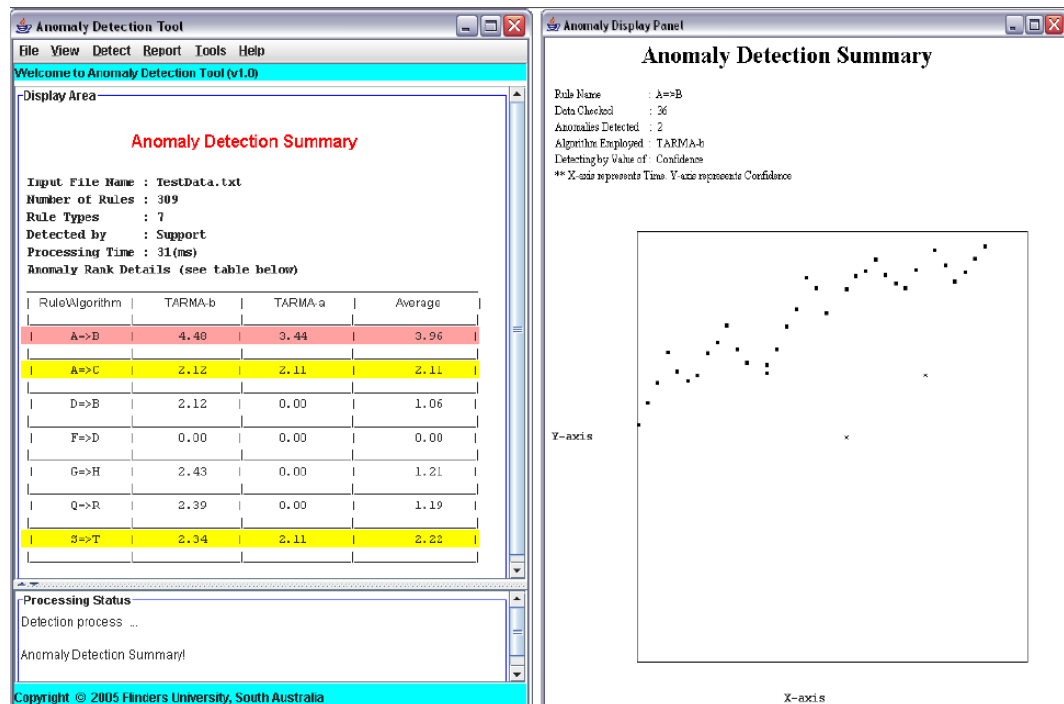 Anomaly Detection Tool
File View Detect Report Tools Help
Welcome to Anomaly Detection Tool (v1.0)
Display Area
Anomaly Detection Summary
Input File Name : TestData.txt
Number of Rules : 309
Rule Types : 7
Detected by : Support
Processing Time : 31(ms)
Anomaly Rank Details (see table below)
| Rule\Algorithm | TARMA-b | TARMA-a | Average |
| A=>B | 4.48 | 3.44 | 3.96 |
| A=>C | 2.12 | 2.11 | 2.11 |
| D=>B | 2.12 | 0.00 | 1.06 |
| F=>D | 0.00 | 0.00 | 0.00 |
| G=>H | 2.43 | 0.00 | 1.21 |
| Q=>R | 2.39 | 0.00 | 1.19 |
| S=>T | 2.34 | 2.11 | 2.22 |
Processing Status
Detection process ...
Anomaly Detection Summary!
Copyright © 2005 Flinders University, South Australia
Anomaly Display Panel
Anomaly Detection Summary
Rule Name : A=>B
Data Checked : 36
Anomalies Detected : 2
Algorithm Employed : TARMA-b
Detecting by Value of : Confidence
** X-axis represents Time. Y-axis represents Confidence
Y-axis
X-axis